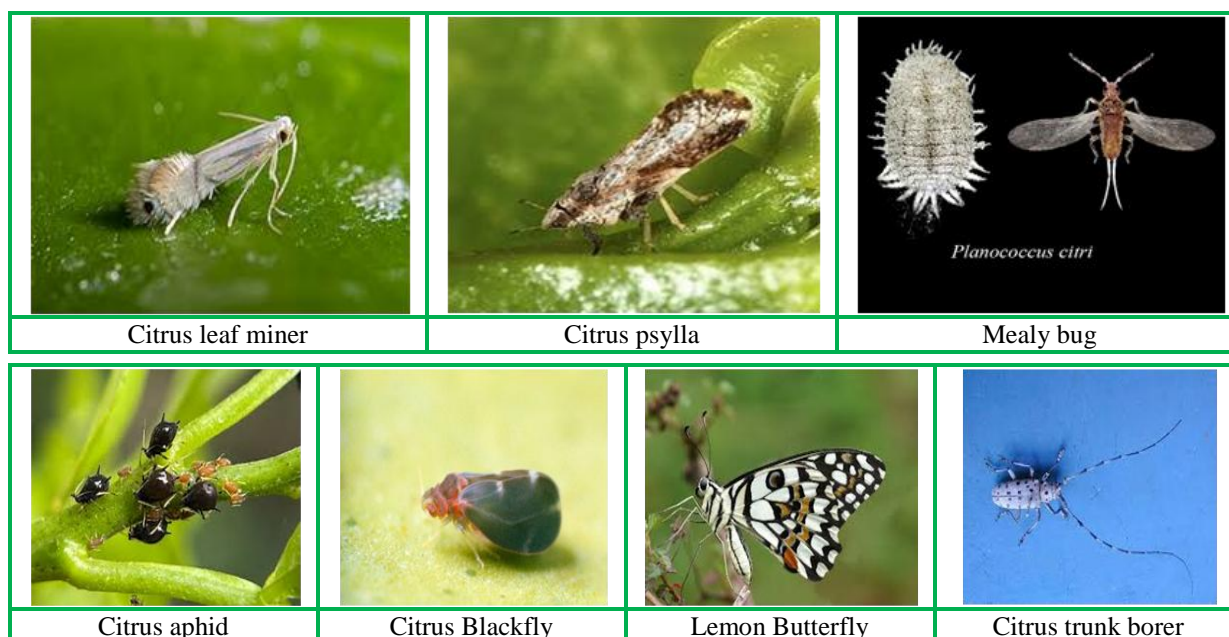 Planococcus citri
Citrus leaf miner
Citrus psylla
Mealy bug
Citrus aphid
Citrus Blackfly
Lemon Butterfly
Citrus trunk borer